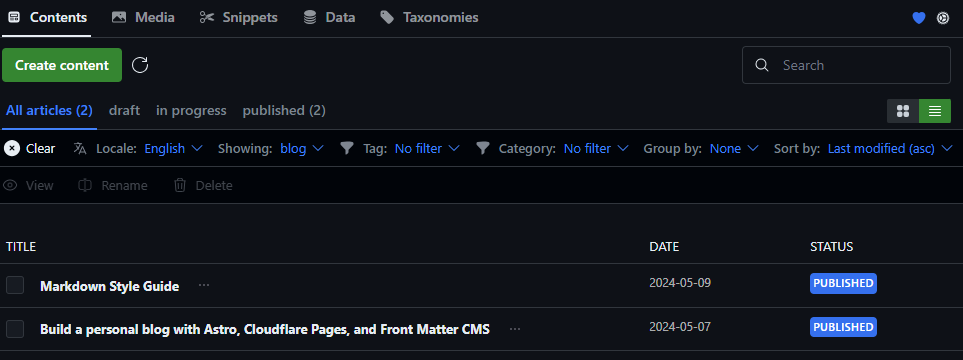 Contents Media Snippets Data Taxonomies
Create content Search
All articles (2) draft in progress published (2)
Clear Locale: English Showing: blog Tag: No filter Category: No filter Group by: None Sort by: Last modified (asc)
View Rename Delete
TITLE DATE STATUS
Markdown Style Guide ... 2024-05-09 PUBLISHED
Build a personal blog with Astro, Cloudflare Pages, and Front Matter CMS ... 2024-05-07 PUBLISHED